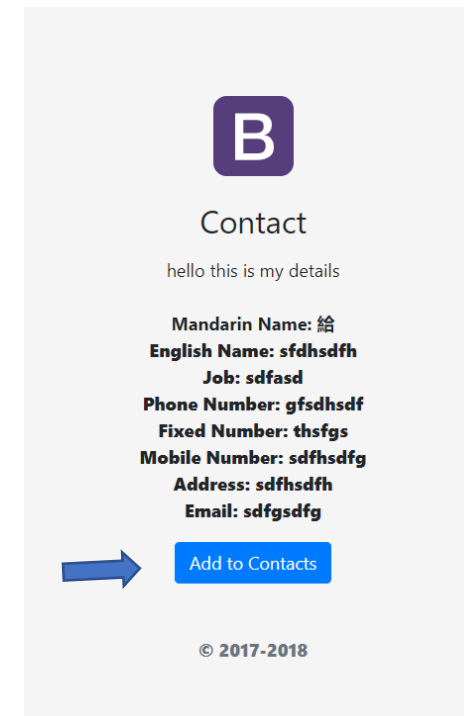 B
Contact
hello this is my details
Mandarin Name: 給
English Name: sfdhsdfh
Job: sdfasd
Phone Number: gfsdhsdf
Fixed Number: thsfgs
Mobile Number: sdfhsdfg
Address: sdfhsdfh
Email: sdfgsdfg
Add to Contacts
© 2017-2018